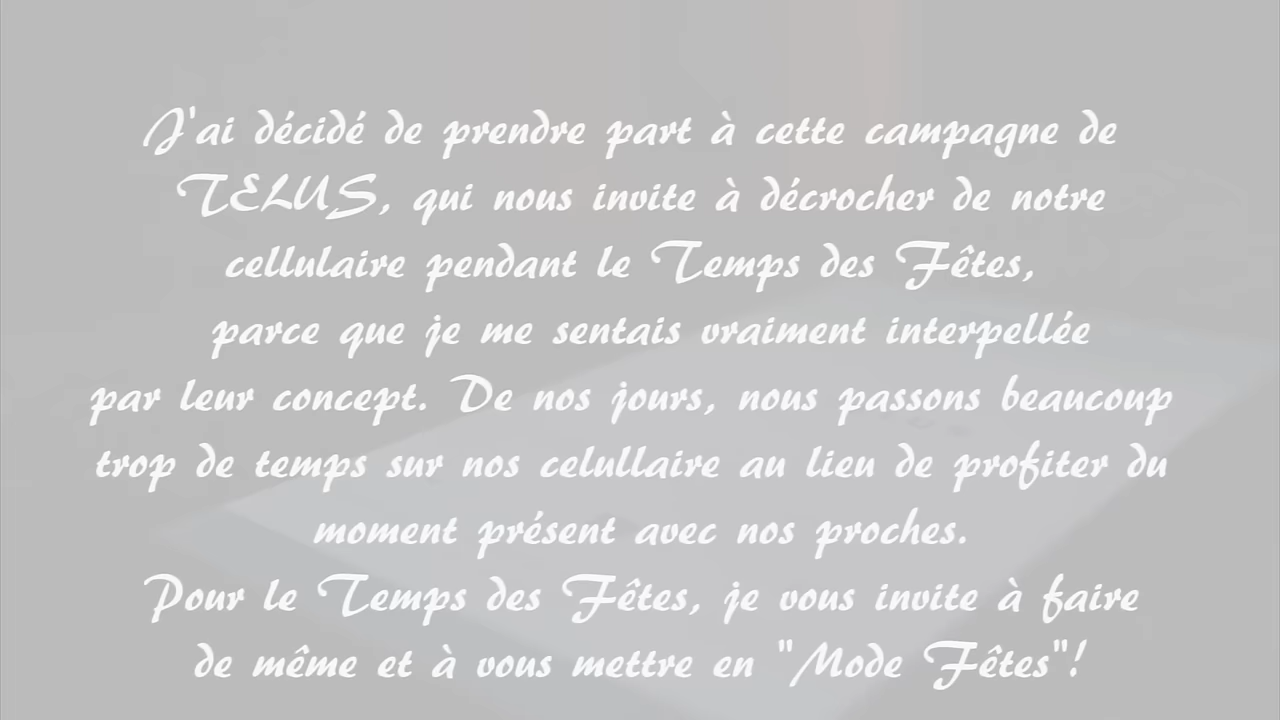 J'ai décidé de prendre part à cette campagne de
TELUS, qui nous invite à décrocher de notre
cellulaire pendant le Temps des Fêtes,
parce que je me sentais vraiment interpellée
par leur concept. De nos jours, nous passons beaucoup
trop de temps sur nos celullaire au lieu de profiter du
moment présent avec nos proches.
Pour le Temps des Fêtes, je vous invite à faire
de même et à vous mettre en "Mode Fêtes"!